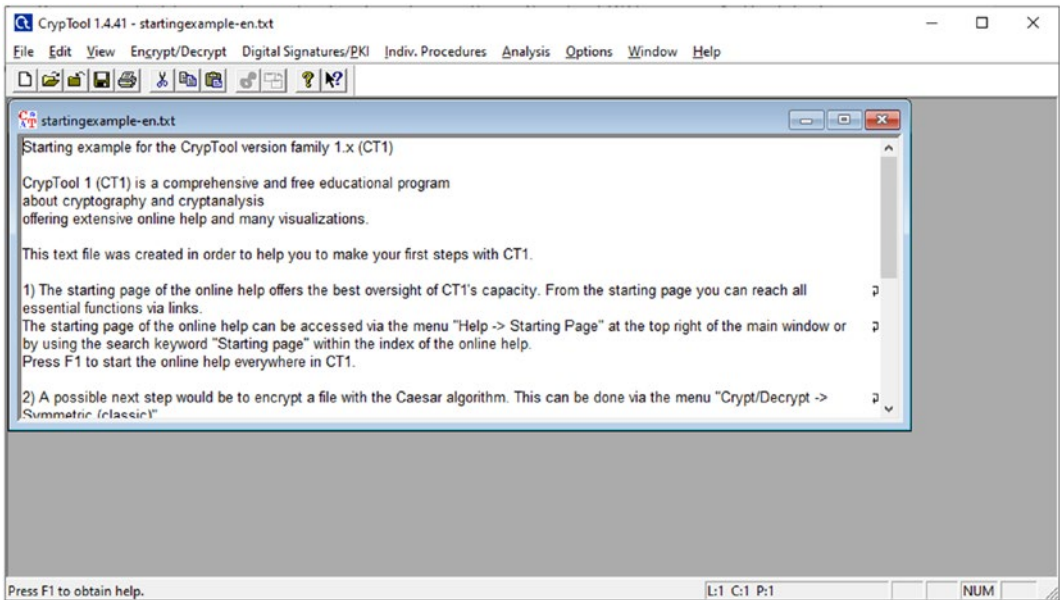 CrypTool 1.4.41 - startingexample-en.txt
File Edit View Encrypt/Decrypt Digital Signatures/PKI Indiv. Procedures Analysis Options Window Help
startingexample-en.txt
Starting example for the CrypTool version family 1.x (CT1)
CrypTool 1 (CT1) is a comprehensive and free educational program
about cryptography and cryptanalysis
offering extensive online help and many visualizations.
This text file was created in order to help you to make your first steps with CT1.
1) The starting page of the online help offers the best oversight of CT1's capacity. From the starting page you can reach all
essential functions via links.
The starting page of the online help can be accessed via the menu "Help -> Starting Page" at the top right of the main window or
by using the search keyword "Starting page" within the index of the online help.
Press F1 to start the online help everywhere in CT1.
2) A possible next step would be to encrypt a file with the Caesar algorithm. This can be done via the menu "Crypt/Decrypt ->
Symmetric (classic)"
Press F1 to obtain help.
L:1 C:1 P:1
NUM